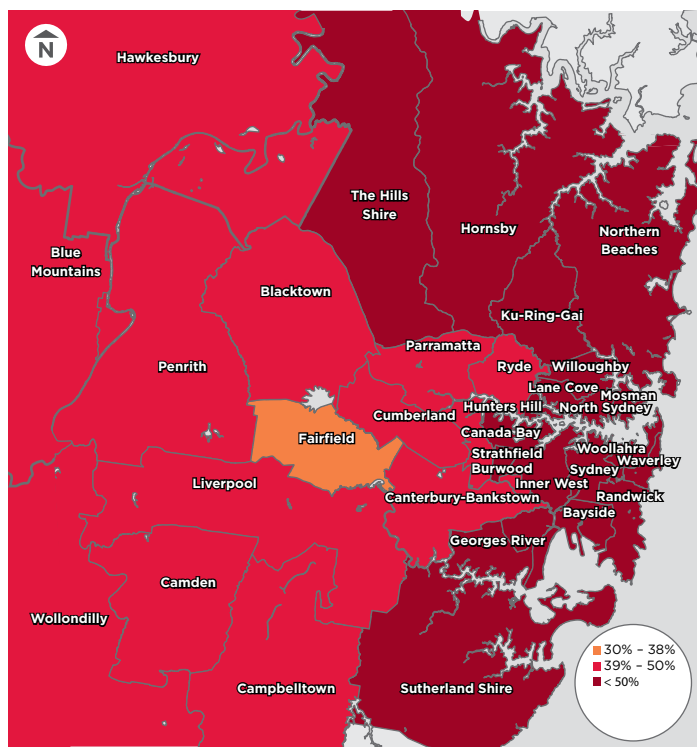 N
Hawkesbury
The Hills
Shire
Hornsby
Northern
Beaches
Blue
Mountains
Blacktown
Ku-Ring-Gai
Parramatta
Penrith
Ryde
Willoughby
Lane Cove
Mosman
Hunters Hill
North Sydney
Cumberland
Canada Bay
Fairfield
Woollahra
Strathfield
Waverley
Burwood
Sydney
Liverpool
Inner West
Canterbury-Bankstown
Randwick
Bayside
Georges River
Camden
Wollondilly
30% – 38%
39% – 50%
< 50%
Campbelltown
Sutherland Shire